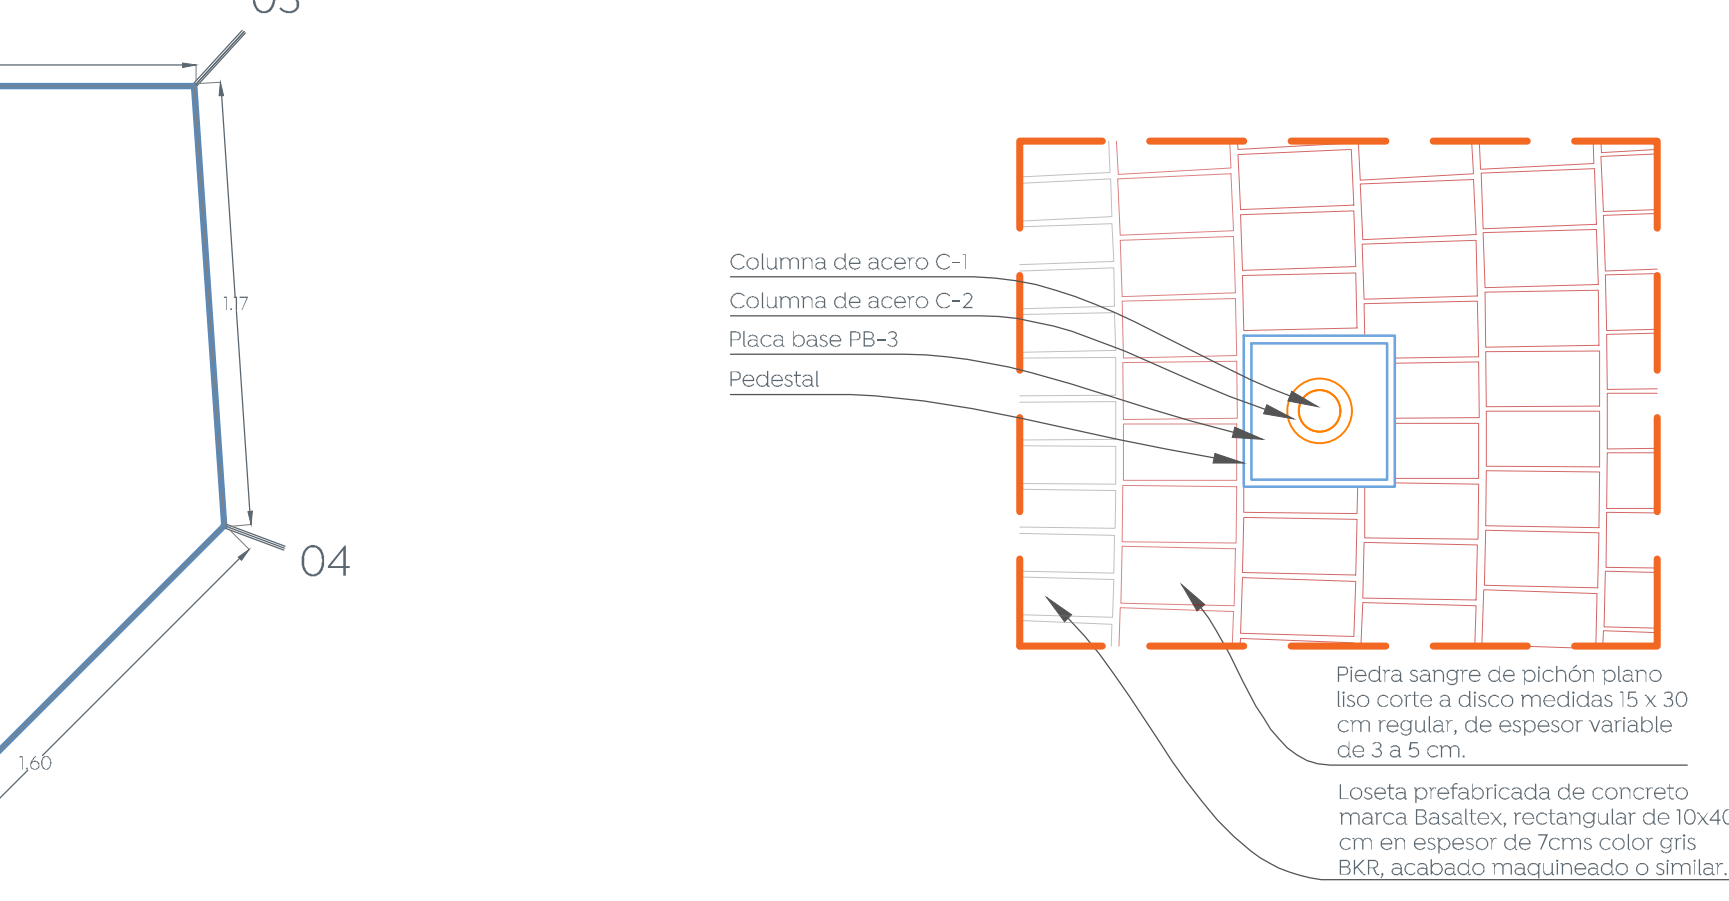 1.17
04
1,60
Columna de acero C-1
Columna de acero C-2
Placa base PB-3
Pedestal
Piedra sangre de pichón plano
liso corte a disco medidas 15 x 30
cm regular, de espesor variable
de 3 a 5 cm.
Loseta prefabricada de concreto
marca Basaltex, rectangular de 10x40
cm en espesor de 7cms color gris
BKR, acabado maquineado o similar.